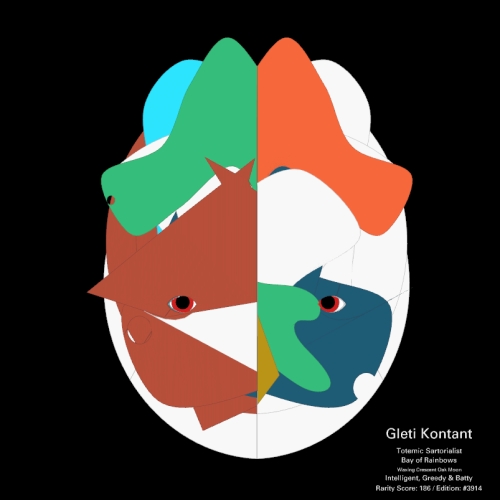 Gleti Kontant
Totemic Sartorialist
Bay of Rainbows
Waxing Crescent Oak Moon
Intelligent, Greedy & Batty
Rarity Score: 186 / Edition: #3914